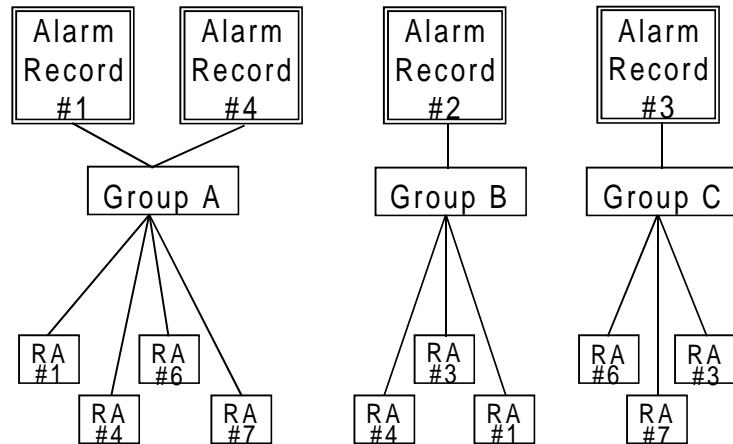 Alarm
Record
#1
Alarm
Record
#4
Alarm
Record
#2
Alarm
Record
#3
Group A
Group B
Group C
RA
#1
RA
#6
RA
#4
RA
#7
RA
#3
RA
#4
RA
#1
RA
#6
RA
#3
RA
#7